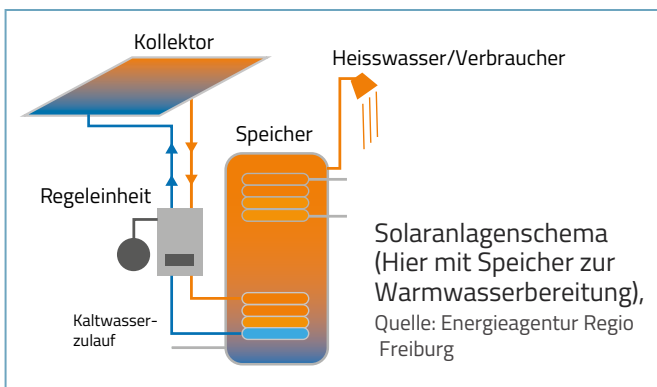 Kollektor
Heisswasser/Verbraucher
Speicher
Regeleinheit
Kaltwasser-
zulauf
Solaranlagenschema
(Hier mit Speicher zur
Warmwasserbereitung),
Quelle: Energieagentur Regio
Freiburg